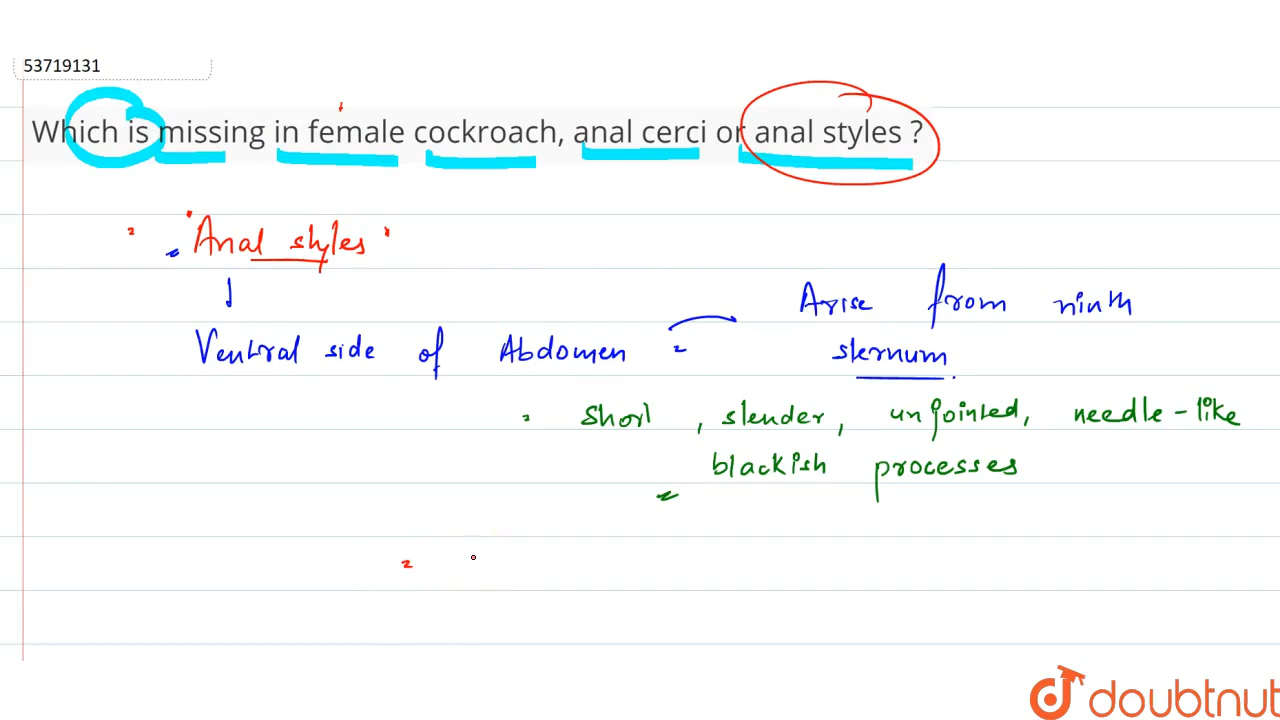 53719131
Which is missing in female cockroach, anal cerci or anal styles ?
"Anal styles"
Arise from ninth
Ventral side of Abdomen
sternum.
short, slender, unjointed, needle-like
blackish processes
doubtnut